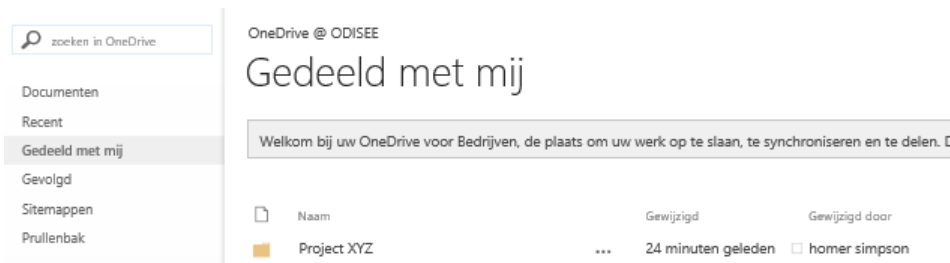 zoeken in OneDrive
Documenten
Recent
Gedeeld met mij
Gevolgd
Sitemappen
Prullenbak
OneDrive @ ODISEE
Gedeeld met mij
Welkom bij uw OneDrive voor Bedrijven, de plaats om uw werk op te slaan, te synchroniseren en te delen. D
Naam Gewijzigd Gewijzigd door
Project XYZ ... 24 minuten geleden homer simpson